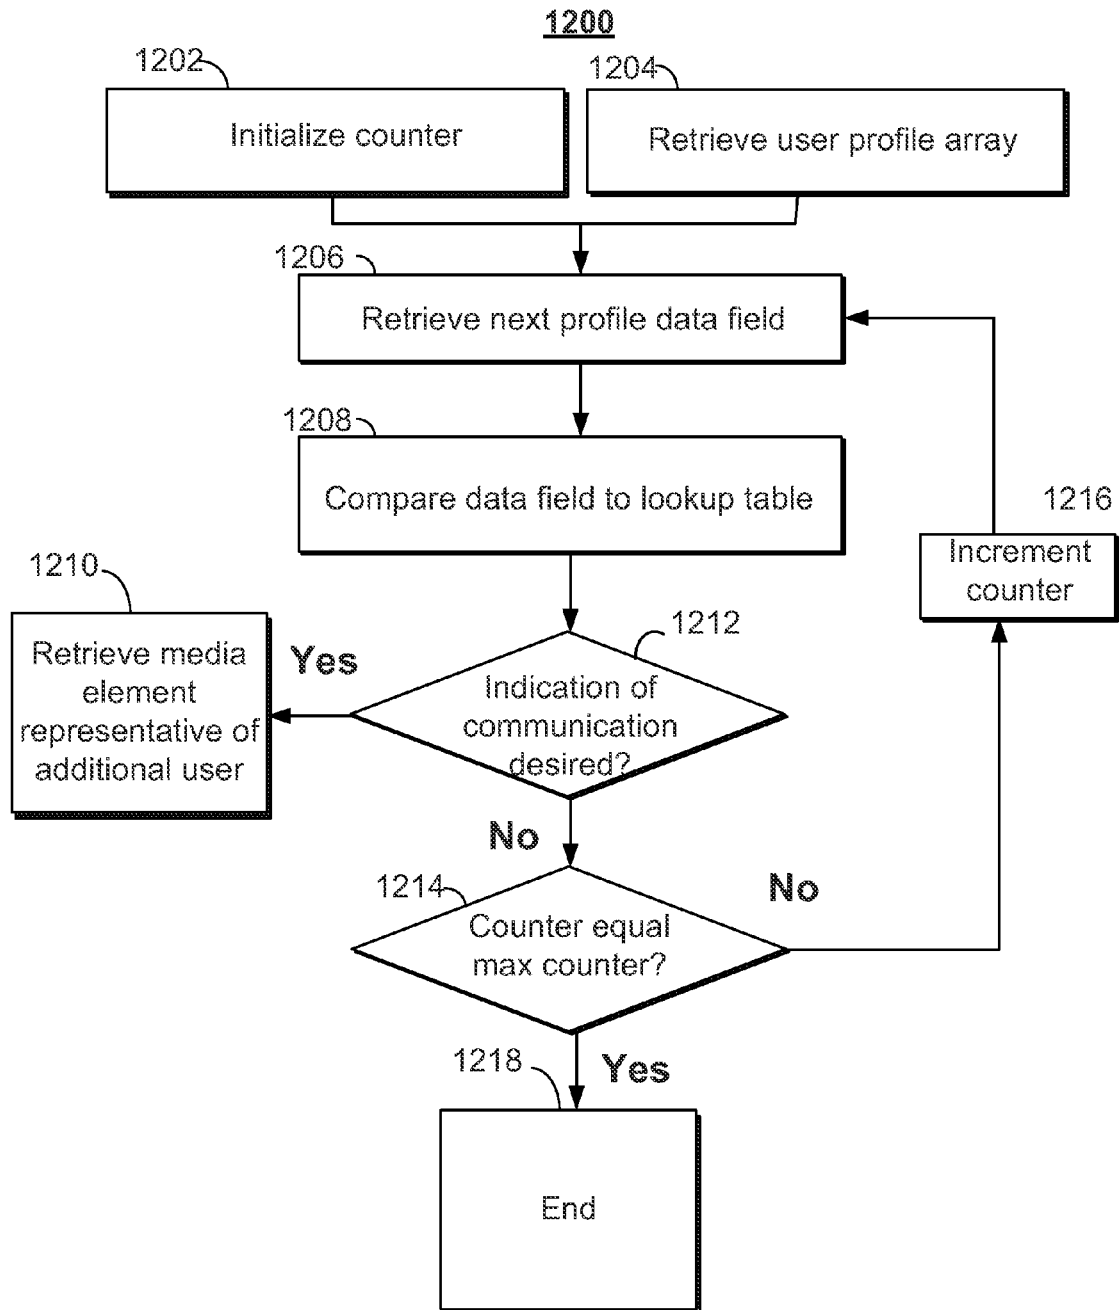 1200
1202
Initialize counter
1204
Retrieve user profile array
1206
Retrieve next profile data field
1208
Compare data field to lookup table
1216
Increment
counter
1210
Retrieve media
element
representative of
additional user
Yes
1212
Indication of
communication
desired?
No
1214
Counter equal
max counter?
No
1218
Yes
End